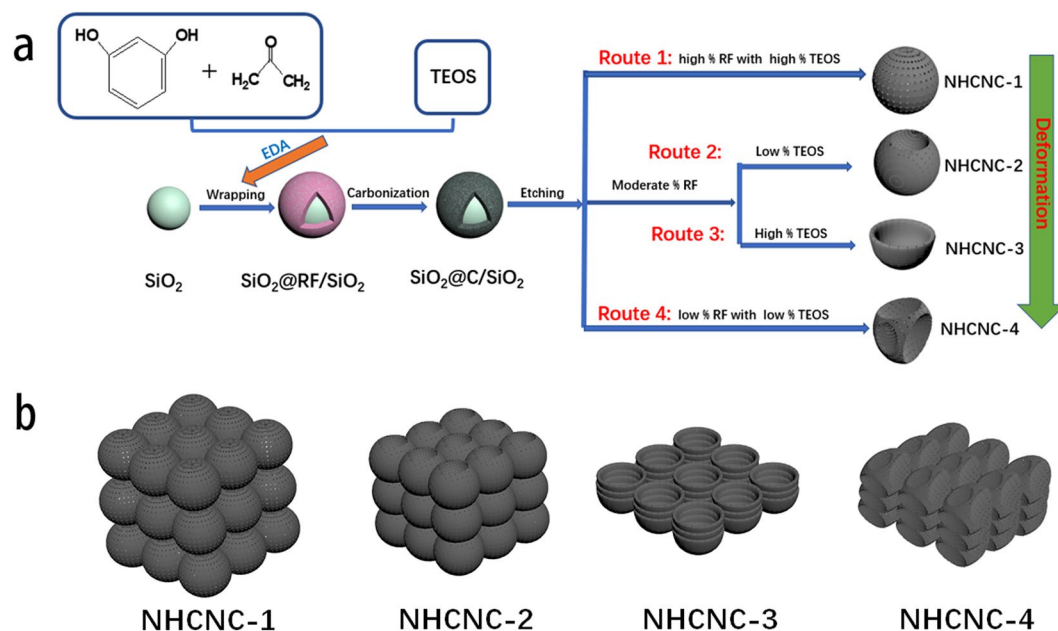 a
HO
OH
+
O
H₂C
CH₂
TEOS
EDA
Wrapping
Carbonization
Etching
SiO₂
SiO₂@RF/SiO₂
SiO₂@C/SiO₂
Route 1: high % RF with high % TEOS
NHCNC-1
Route 2:
Low % TEOS
NHCNC-2
Moderate % RF
Route 3:
High % TEOS
NHCNC-3
Route 4: low % RF with low % TEOS
NHCNC-4
Deformation
b
NHCNC-1
NHCNC-2
NHCNC-3
NHCNC-4